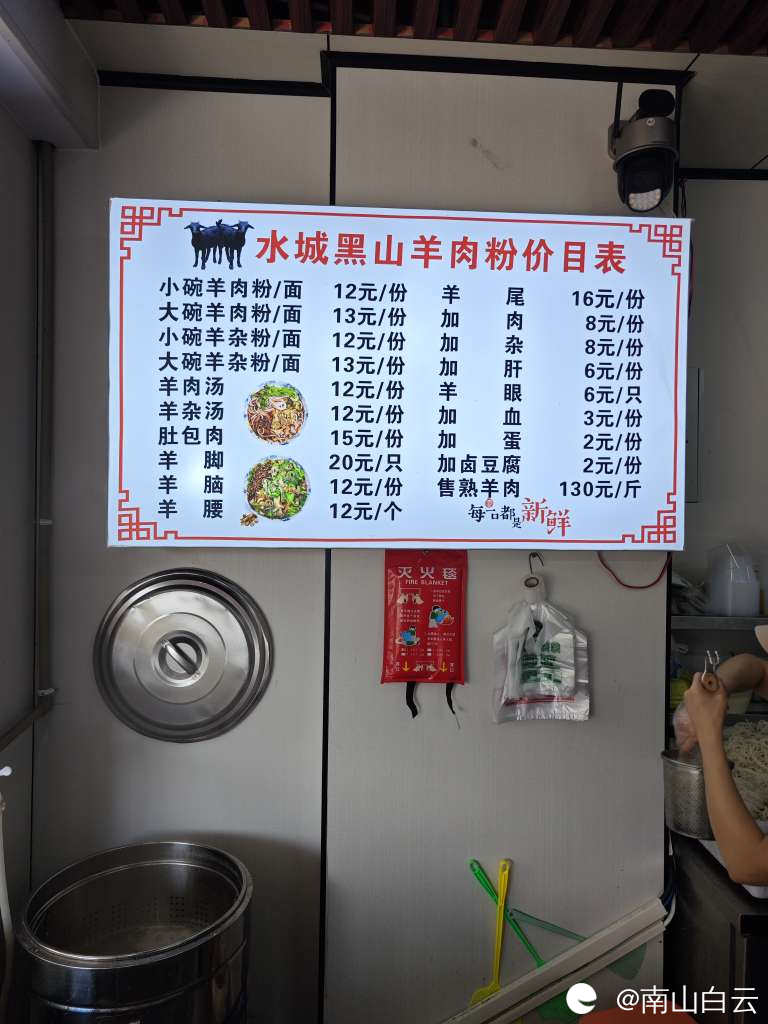 水城黑山羊肉粉价目表
小碗羊肉粉/面 12元/份
大碗羊肉粉/面 13元/份
小碗羊杂粉/面 12元/份
大碗羊杂粉/面 13元/份
羊肉汤 12元/份
羊杂汤 12元/份
肚包肉 15元/份
羊脚 20元/只
羊脑 12元/份
羊腰 12元/个
羊尾 16元/份
加肉 8元/份
加杂 8元/份
加肝 6元/份
羊眼 6元/只
加血 3元/份
加蛋 2元/份
加卤豆腐 2元/份
售熟羊肉 130元/斤
每一日都是新鲜
灭火毯
FIRE BLANKET
@南山白云